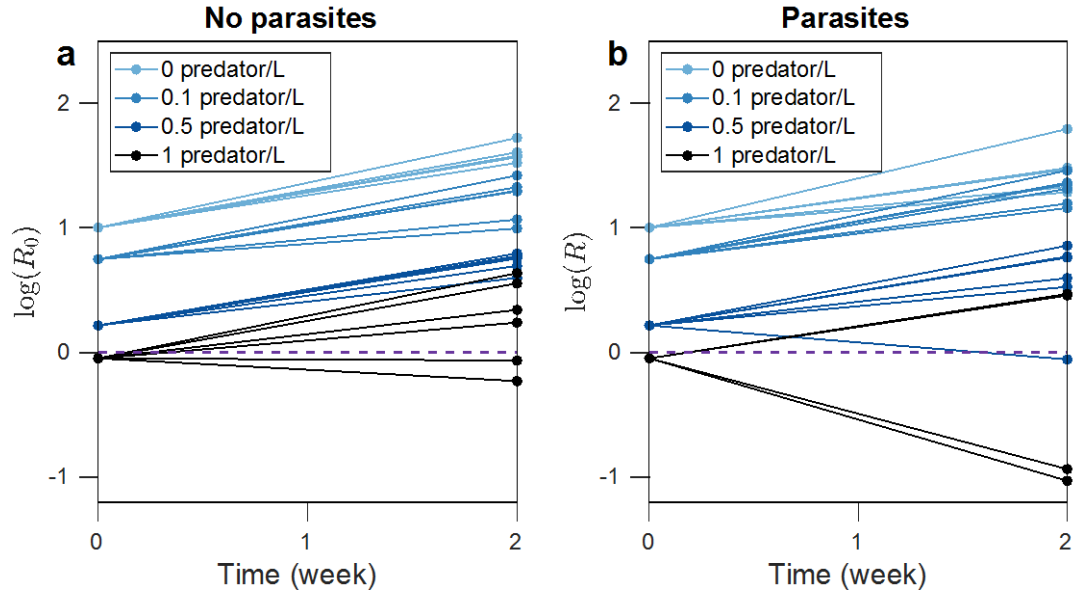 No parasites
a
0 predator/L
0.1 predator/L
0.5 predator/L
1 predator/L
2
1
0
-1
log(R₀)
0
1
2
Time (week)
Parasites
b
0 predator/L
0.1 predator/L
0.5 predator/L
1 predator/L
2
1
0
-1
log(R)
0
1
2
Time (week)